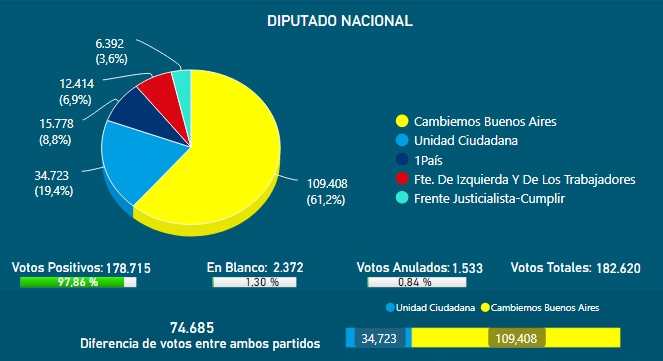 DIPUTADO NACIONAL
6.392
(3,6%)
12.414
(6,9%)
15.778
(8,8%)
34.723
(19,4%)
109.408
(61,2%)
Cambiemos Buenos Aires
Unidad Ciudadana
1País
Fte. De Izquierda Y De Los Trabajadores
Frente Justicialista-Cumplir
Votos Positivos: 178.715
97,86 %
En Blanco: 2.372
1,30 %
Votos Anulados: 1.533
0,84 %
Votos Totales: 182.620
74.685
Diferencia de votos entre ambos partidos
Unidad Ciudadana Cambiemos Buenos Aires
34,723 109,408